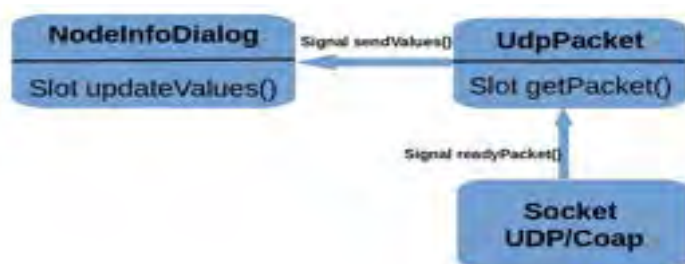 NodeInfoDialog
Slot updateValues()
Signal sendValues()
UdpPacket
Slot getPacket()
Signal readyPacket()
Socket
UDP/Coap